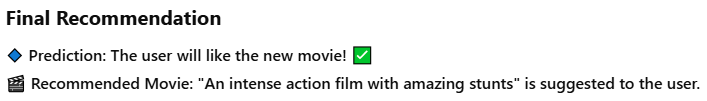 Final Recommendation
🔷 Prediction: The user will like the new movie! ✅
🎬 Recommended Movie: "An intense action film with amazing stunts" is suggested to the user.